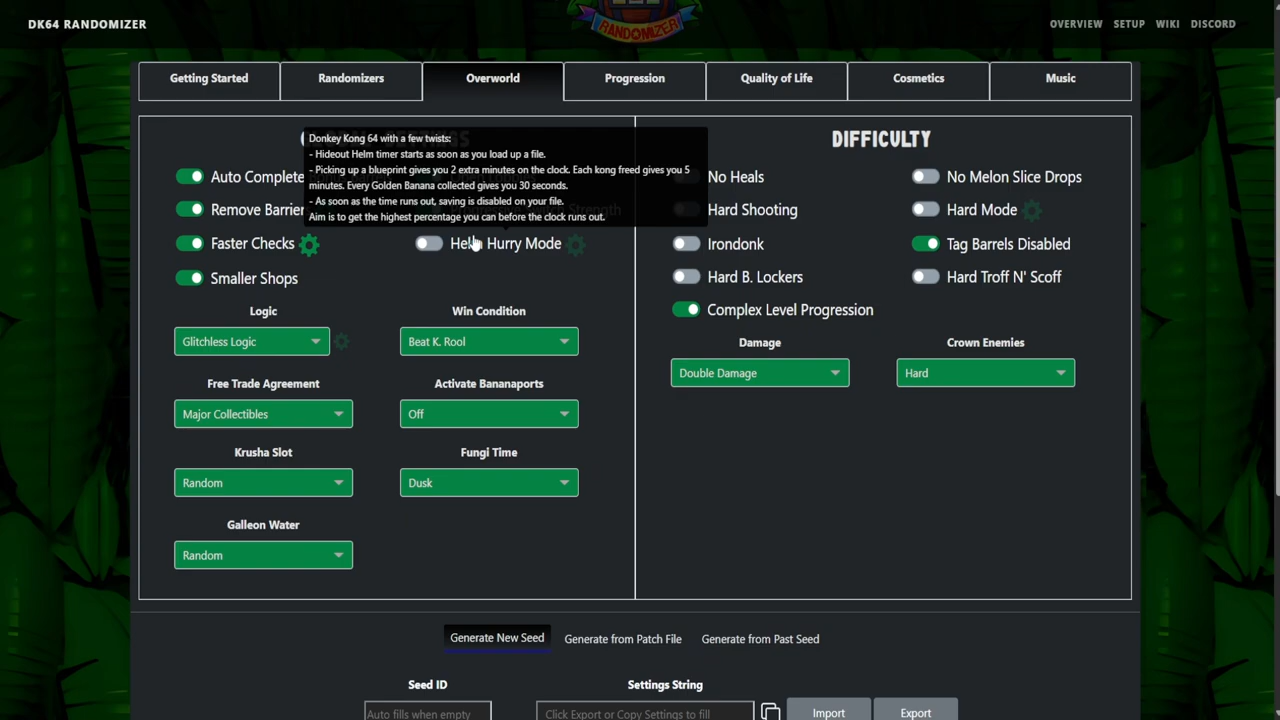 DK64 RANDOMIZER
RANDOMIZER
OVERVIEW SETUP WIKI DISCORD
Getting Started
Randomizers
Overworld
Progression
Quality of Life
Cosmetics
Music
Donkey Kong 64 with a few twists:
- Hideout Helm timer starts as soon as you load up a file.
- Picking up a blueprint gives you 2 extra minutes on the clock. Each kong freed gives you 5
minutes. Every Golden Banana collected gives you 30 seconds.
- As soon as the time runs out, saving is disabled on your file.
Aim is to get the highest percentage you can before the clock runs out.
Auto Complete
Remove Barrier
Faster Checks
Helm Hurry Mode
Smaller Shops
Logic
Glitchless Logic
Win Condition
Beat K. Rool
Free Trade Agreement
Major Collectibles
Activate Bananaports
Off
Krusha Slot
Random
Fungi Time
Dusk
Galleon Water
Random
DIFFICULTY
No Heals
No Melon Slice Drops
Hard Shooting
Hard Mode
Irondonk
Tag Barrels Disabled
Hard B. Lockers
Hard Troff N' Scoff
Complex Level Progression
Damage
Double Damage
Crown Enemies
Hard
Generate New Seed
Generate from Patch File
Generate from Past Seed
Seed ID
Auto fills when empty
Settings String
Click Export or Copy Settings to fill
Import
Export